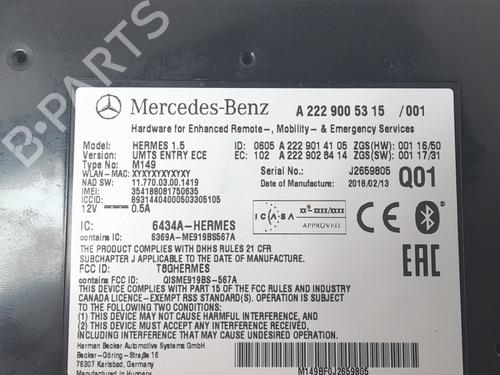 B-PARTS
Mercedes-Benz A 222 900 53 15 /001
Hardware for Enhanced Remote-, Mobility- & Emergency Services
Model: HERMES 1.5 ID: 0605 A 222 901 41 05 ZGS(HW): 001 16/50
Version: UMTS ENTRY ECE EC: 102 A 222 902 84 14 ZGS(SW): 001 17/31
Type No: M149
WLAN-MAC: XYXYXYXYXYXY Serial No.: J2659805
NAD SW: 11.770.03.00.1419 Date of Manufacture: 2018/02/13 Q01
IMEI: 354188081750635
ICCID: 89314404000503305105
12V 0.5A
IC: 6434A-HERMES
contains IC: 6369A-ME919BS567A
ICASA
XX-XXXX/XXXX
APPROVED
CE
THE PRODUCT COMPLIES WITH DHHS RULES 21 CFR
SUBCHAPTER J APPLICABLE TO THE DATE OF MANUFACTURE.
FCC ID: T8GHERMES
contains FCC ID: QISME919BS-567A
EAC
THIS DEVICE COMPLIES WITH PART 15 OF THE FCC RULES AND INDUSTRY
CANADA LICENCE-EXEMPT RSS STANDARD(S). OPERATION IS SUBJECT TO
THE FOLLOWING TWO CONDITIONS:
(1) THIS DEVICE MAY NOT CAUSE HARMFUL INTERFERENCE, AND
(2) THIS DEVICE MUST ACCEPT ANY INTERFERENCE RECEIVED,
INCLUDING INTERFERENCE THAT MAY CAUSE UNDESIRED OPERATION
Harman Becker Automotive Systems GmbH
Becker-Göring-Straße 16
76307 Karlsbad / Germany
Manufactured in Hungary
M149BF0J2659805